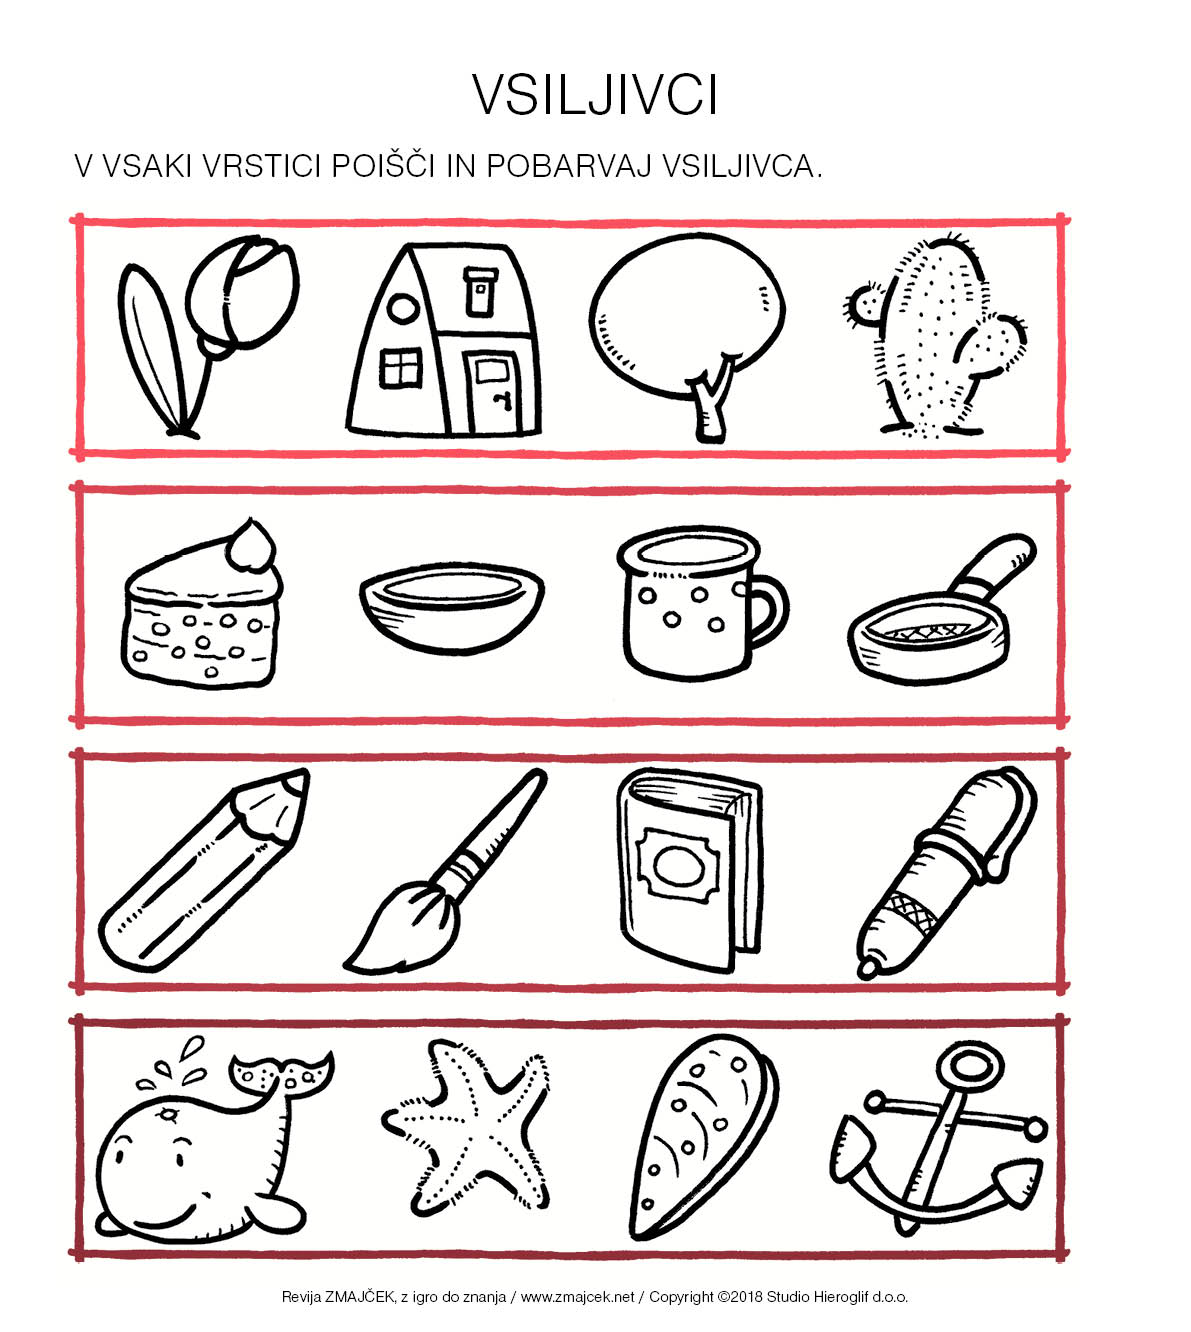 VSILJIVCI
V VSAKI VRSTICI POIŠČI IN POBARVAJ VSILJIVCA.
Revija ZMAJČEK, z igro do znanja / www.zmajcek.net / Copyright ©2018 Studio Hieroglif d.o.o.